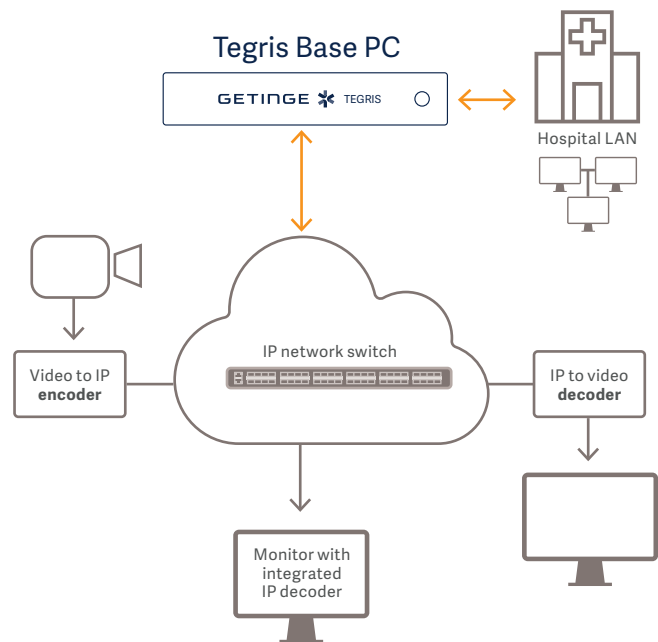 Tegris Base PC
GETINGE TEGRIS
Hospital LAN
IP network switch
Video to IP
encoder
IP to video
decoder
Monitor with
integrated
IP decoder